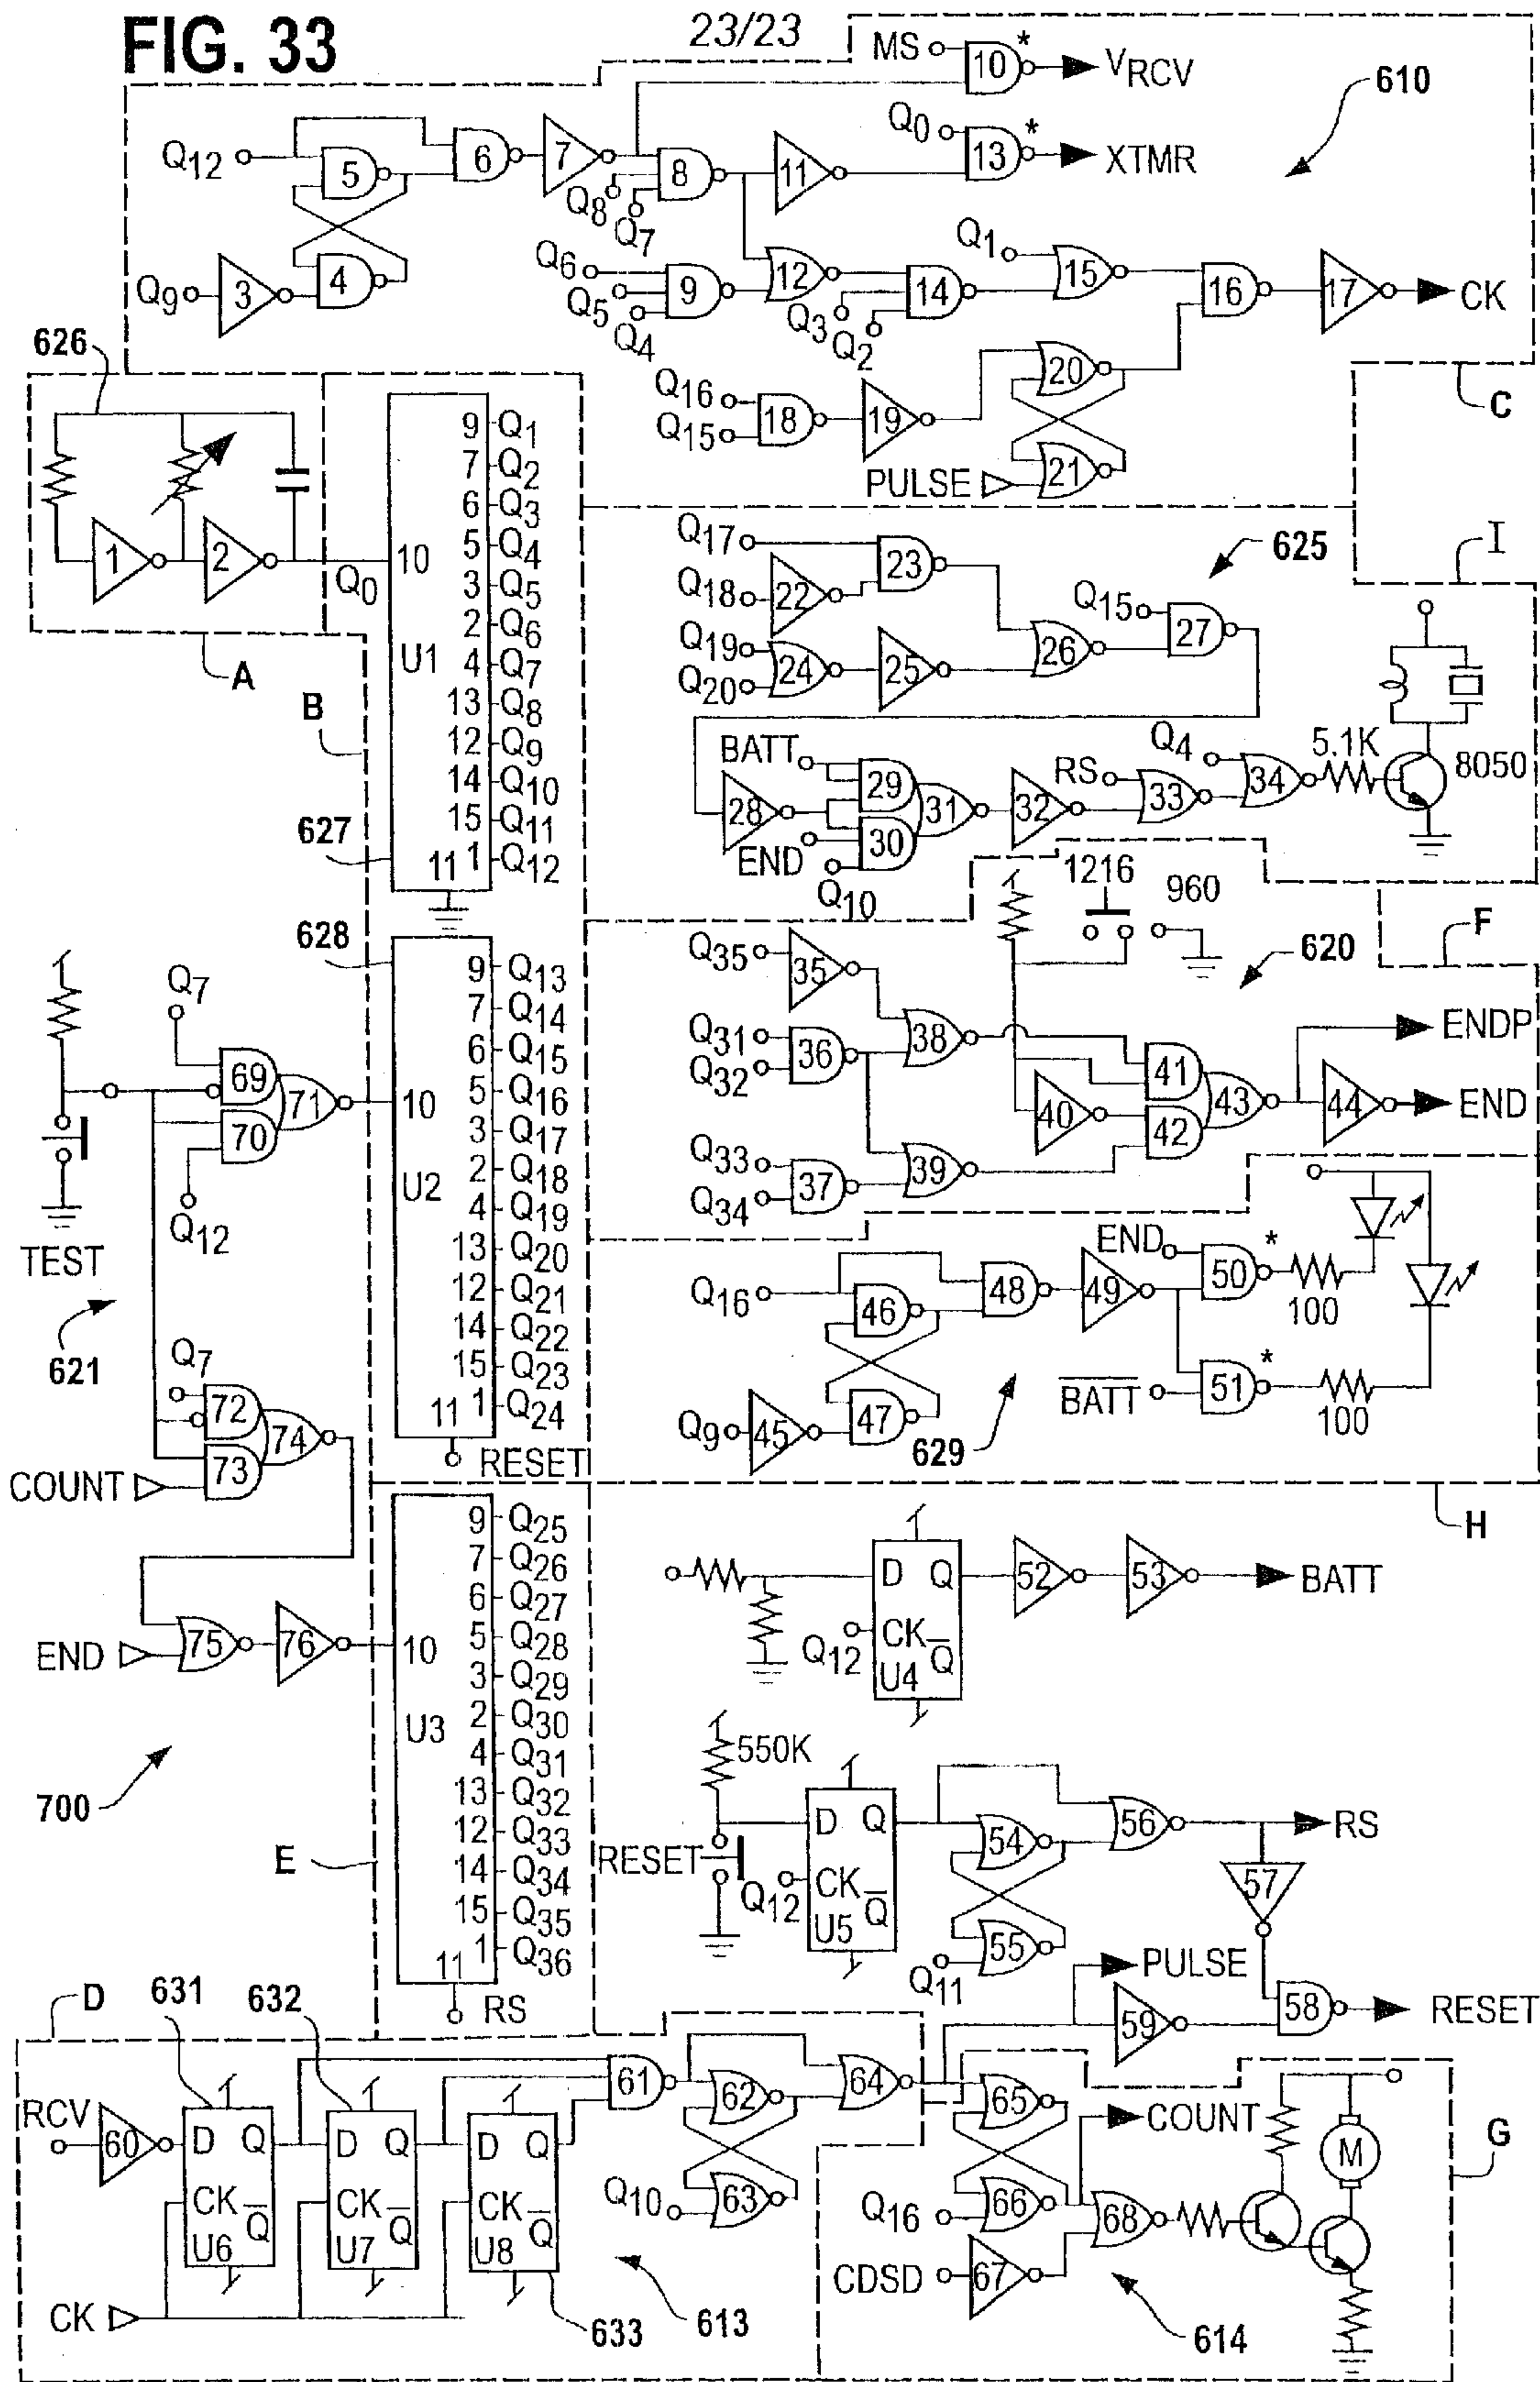 FIG. 33
23/23
MS 10 * VRCV
610
Q0 13 * XTMR
Q12 5 6 7 8 11
Q8
Q7
Q9 3 4
Q6
Q5 9 12
Q4
Q3 14
Q2
Q1 15 16 17 CK
Q16
Q15 18 19 20
PULSE 21
C
626
1 2 Q0
A
B
10 U1 11
9 Q1
7 Q2
6 Q3
5 Q4
3 Q5
2 Q6
4 Q7
13 Q8
12 Q9
14 Q10
15 Q11
1 Q12
627
Q17 23
Q18 22
Q19
Q20 24 25 26
Q15 27
625
I
BATT 29
28 30 31 32
END
Q10
RS 33
Q4 34
5.1K
8050
628
10 U2 11
9 Q13
7 Q14
6 Q15
5 Q16
3 Q17
2 Q18
4 Q19
13 Q20
12 Q21
14 Q22
15 Q23
1 Q24
RESET
Q7
69
70 71
Q12
TEST
621
Q7
72
73 74
COUNT
END 75 76
700
1216
960
620
F
Q35 35
Q31
Q32 36 38
Q33
Q34 37 39
40 41
42 43 44
ENDP
END
Q16 46 48 49
END 50 *
100
Q9 45 47
BATT 51 *
100
629
H
E
10 U3 11
9 Q25
7 Q26
6 Q27
5 Q28
3 Q29
2 Q30
4 Q31
13 Q32
12 Q33
14 Q34
15 Q35
1 Q36
RS
D Q
CK Q
U4
Q12
52 53 BATT
550K
RESET
D Q
CK Q
U5
Q12
54 56 RS
Q11 55
57
PULSE
59 58 RESET
D
631
632
RCV 60
D Q
CK Q
U6
D Q
CK Q
U7
D Q
CK Q
U8
CK
633
613
61 62 64
Q10 63
65
COUNT
Q16 66
CDSD 67 68
614
M
G